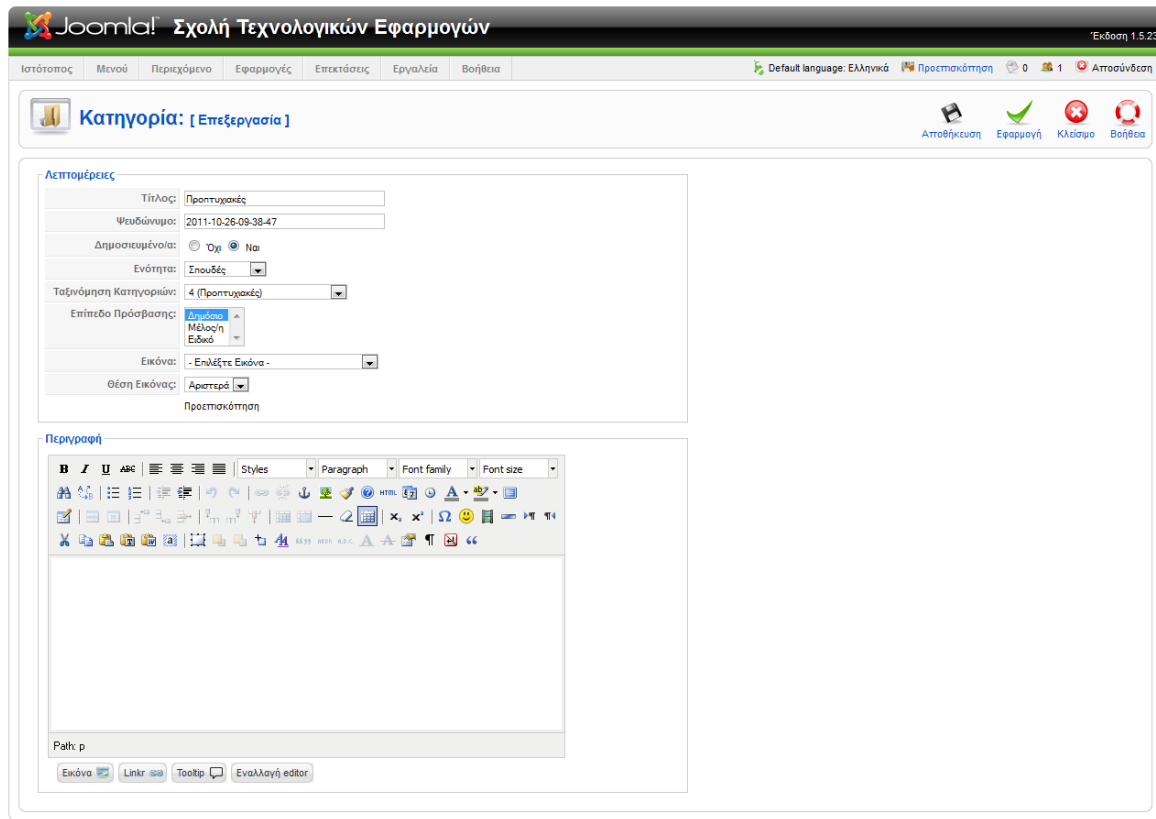 Joomla! Σχολή Τεχνολογικών Εφαρμογών
Έκδοση 1.5.23
Ιστότοπος Μενού Περιεχόμενο Εφαρμογές Επεκτάσεις Εργαλεία Βοήθεια Default language: Ελληνικά Προεπισκόπηση 0 1 Αποσύνδεση
Κατηγορία: [ Επεξεργασία ]
Αποθήκευση Εφαρμογή Κλείσιμο Βοήθεια
Λεπτομέρειες
Τίτλος: Προπτυχιακές
Ψευδώνυμο: 2011-10-26-09-38-47
Δημοσιευμένο/α: Όχι Ναι
Ενότητα: Σπουδές
Ταξινόμηση Κατηγοριών: 4 (Προπτυχιακές)
Επίπεδο Πρόσβασης: Δημόσιο
Μέλος/η
Ειδικό
Εικόνα: - Επιλέξτε Εικόνα -
Θέση Εικόνας: Αριστερά
Προεπισκόπηση
Περιγραφή
B I U ABC Styles Paragraph Font family Font size
HTML
Path: p
Εικόνα Linkr Tooltip Εναλλαγή editor